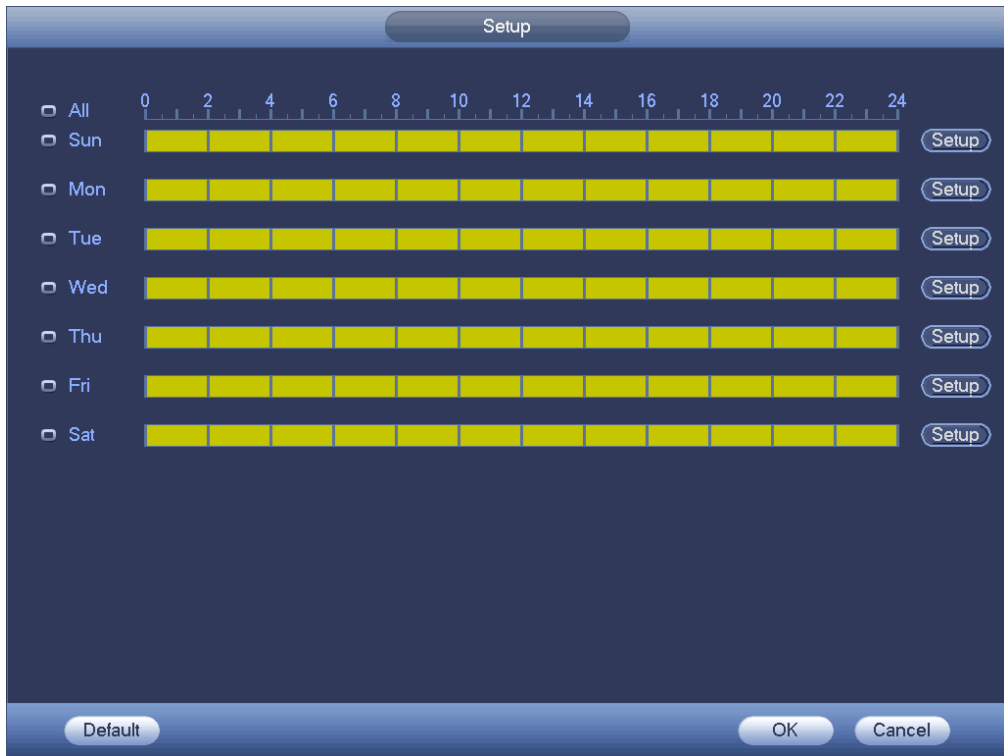 Setup
All 0 2 4 6 8 10 12 14 16 18 20 22 24
Sun Setup
Mon Setup
Tue Setup
Wed Setup
Thu Setup
Fri Setup
Sat Setup
Default OK Cancel